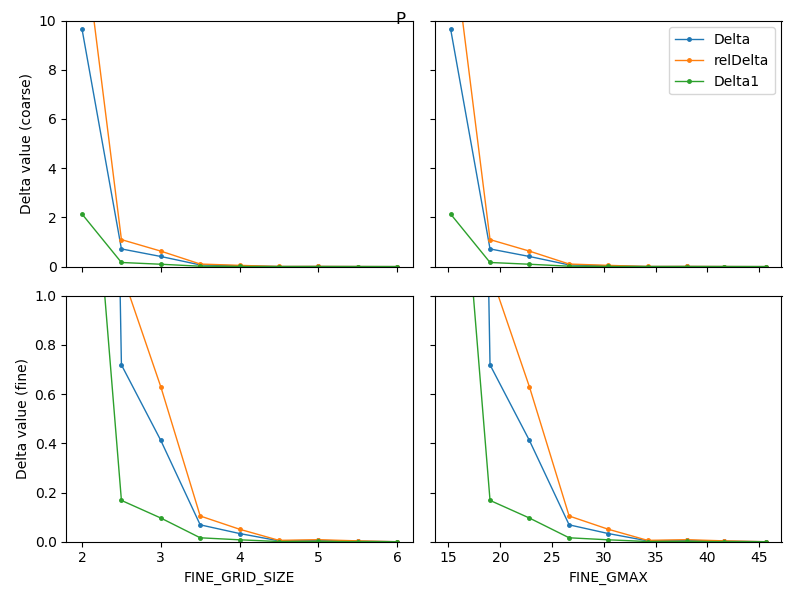 P
10
8
6
4
2
0
Delta value (coarse)
Delta
relDelta
Delta1
1.0
0.8
0.6
0.4
0.2
0.0
Delta value (fine)
2 3 4 5 6
FINE_GRID_SIZE
15 20 25 30 35 40 45
FINE_GMAX